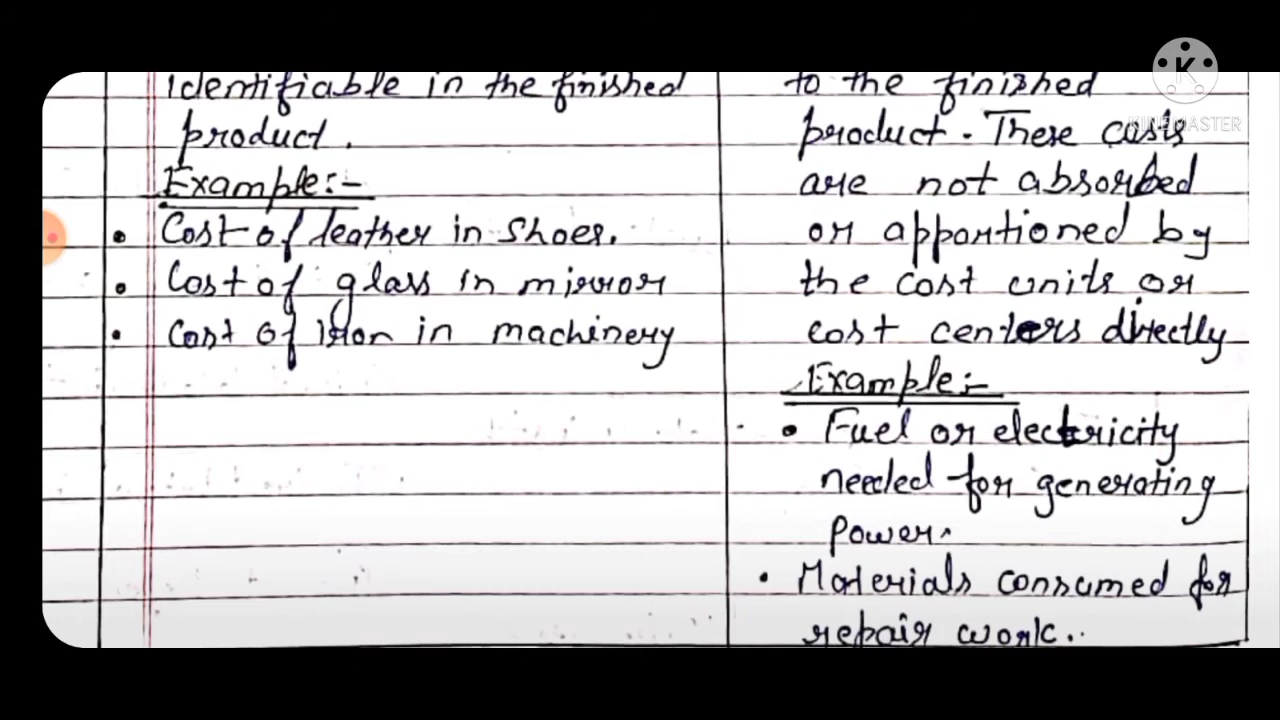 Identifiable in the finished
product.
Example:-
• Cost of leather in shoes.
• Cost of glass in mirror
• Cost of Iron in machinery
to the finished
product. These costs
are not absorbed
or apportioned by
the cost units or
cost centers directly
Example:-
• Fuel or electricity
needed for generating
power.
• Materials consumed for
repair work.
K
KINEMASTER